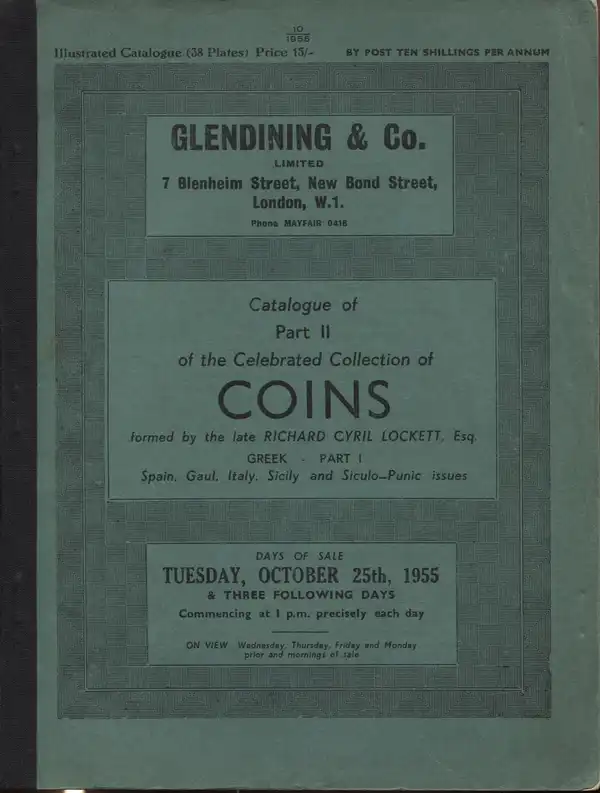 10
1955
Illustrated Catalogue (38 Plates) Price 15/- BY POST TEN SHILLINGS PER ANNUM
GLENDINING & Co.
LIMITED
7 Blenheim Street, New Bond Street,
London, W.1.
Phone MAYFAIR 0416
Catalogue of
Part II
of the Celebrated Collection of
COINS
formed by the late RICHARD CYRIL LOCKETT, Esq.
GREEK - PART I
Spain, Gaul, Italy, Sicily and Siculo-Punic issues
DAYS OF SALE
TUESDAY, OCTOBER 25th, 1955
& THREE FOLLOWING DAYS
Commencing at 1 p.m. precisely each day
ON VIEW Wednesday, Thursday, Friday and Monday
prior and mornings of sale